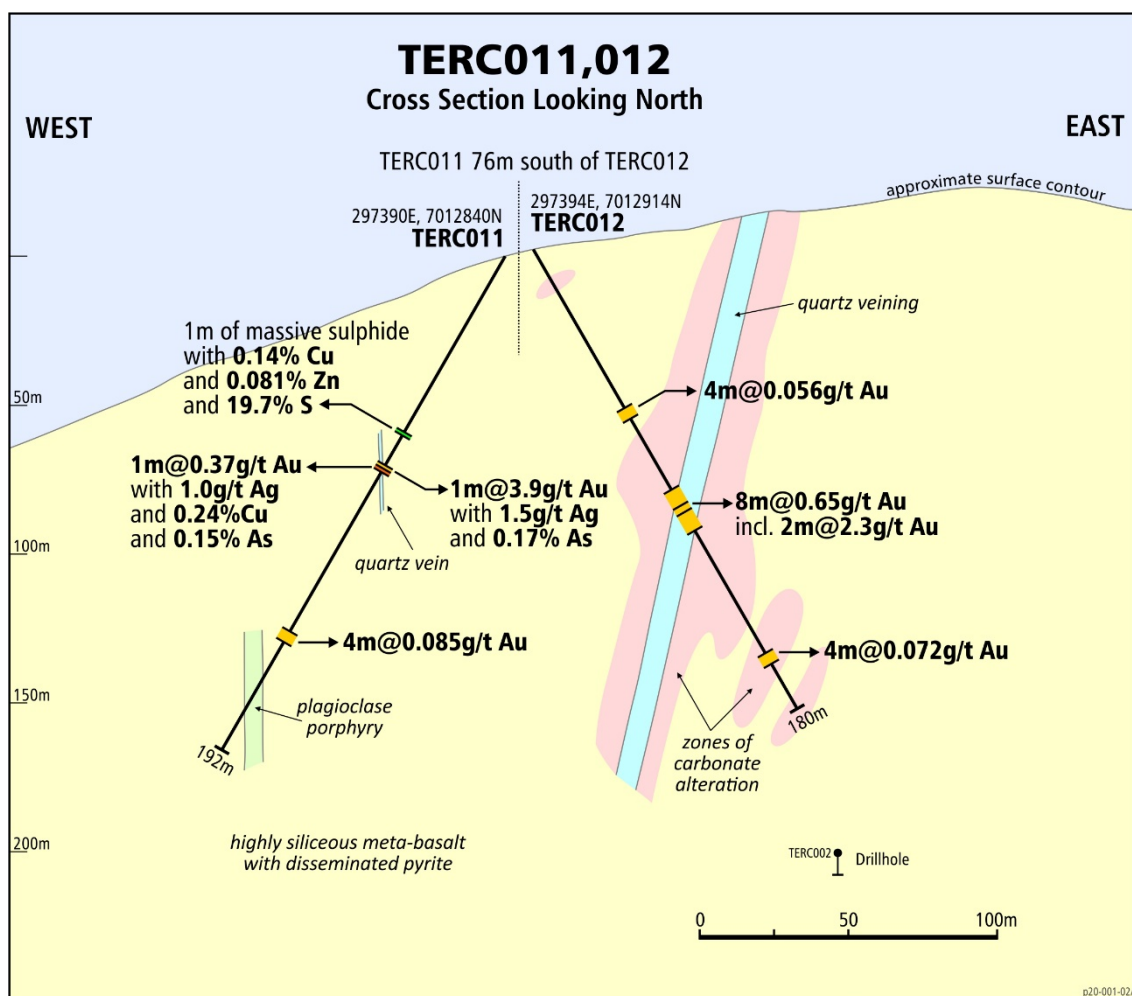 TERC011,012
Cross Section Looking North
WEST
EAST
TERC011 76m south of TERC012
approximate surface contour
297390E, 7012840N
TERC011
297394E, 7012914N
TERC012
quartz veining
1m of massive sulphide
with 0.14% Cu
and 0.081% Zn
and 19.7% S
50m
4m@0.056g/t Au
1m@0.37g/t Au
with 1.0g/t Ag
and 0.24%Cu
and 0.15% As
1m@3.9g/t Au
with 1.5g/t Ag
and 0.17% As
8m@0.65g/t Au
incl. 2m@2.3g/t Au
100m
quartz vein
4m@0.085g/t Au
4m@0.072g/t Au
150m
plagioclase
porphyry
192m
180m
zones of
carbonate
alteration
200m
highly siliceous meta-basalt
with disseminated pyrite
TERC002
Drillhole
0 50 100m